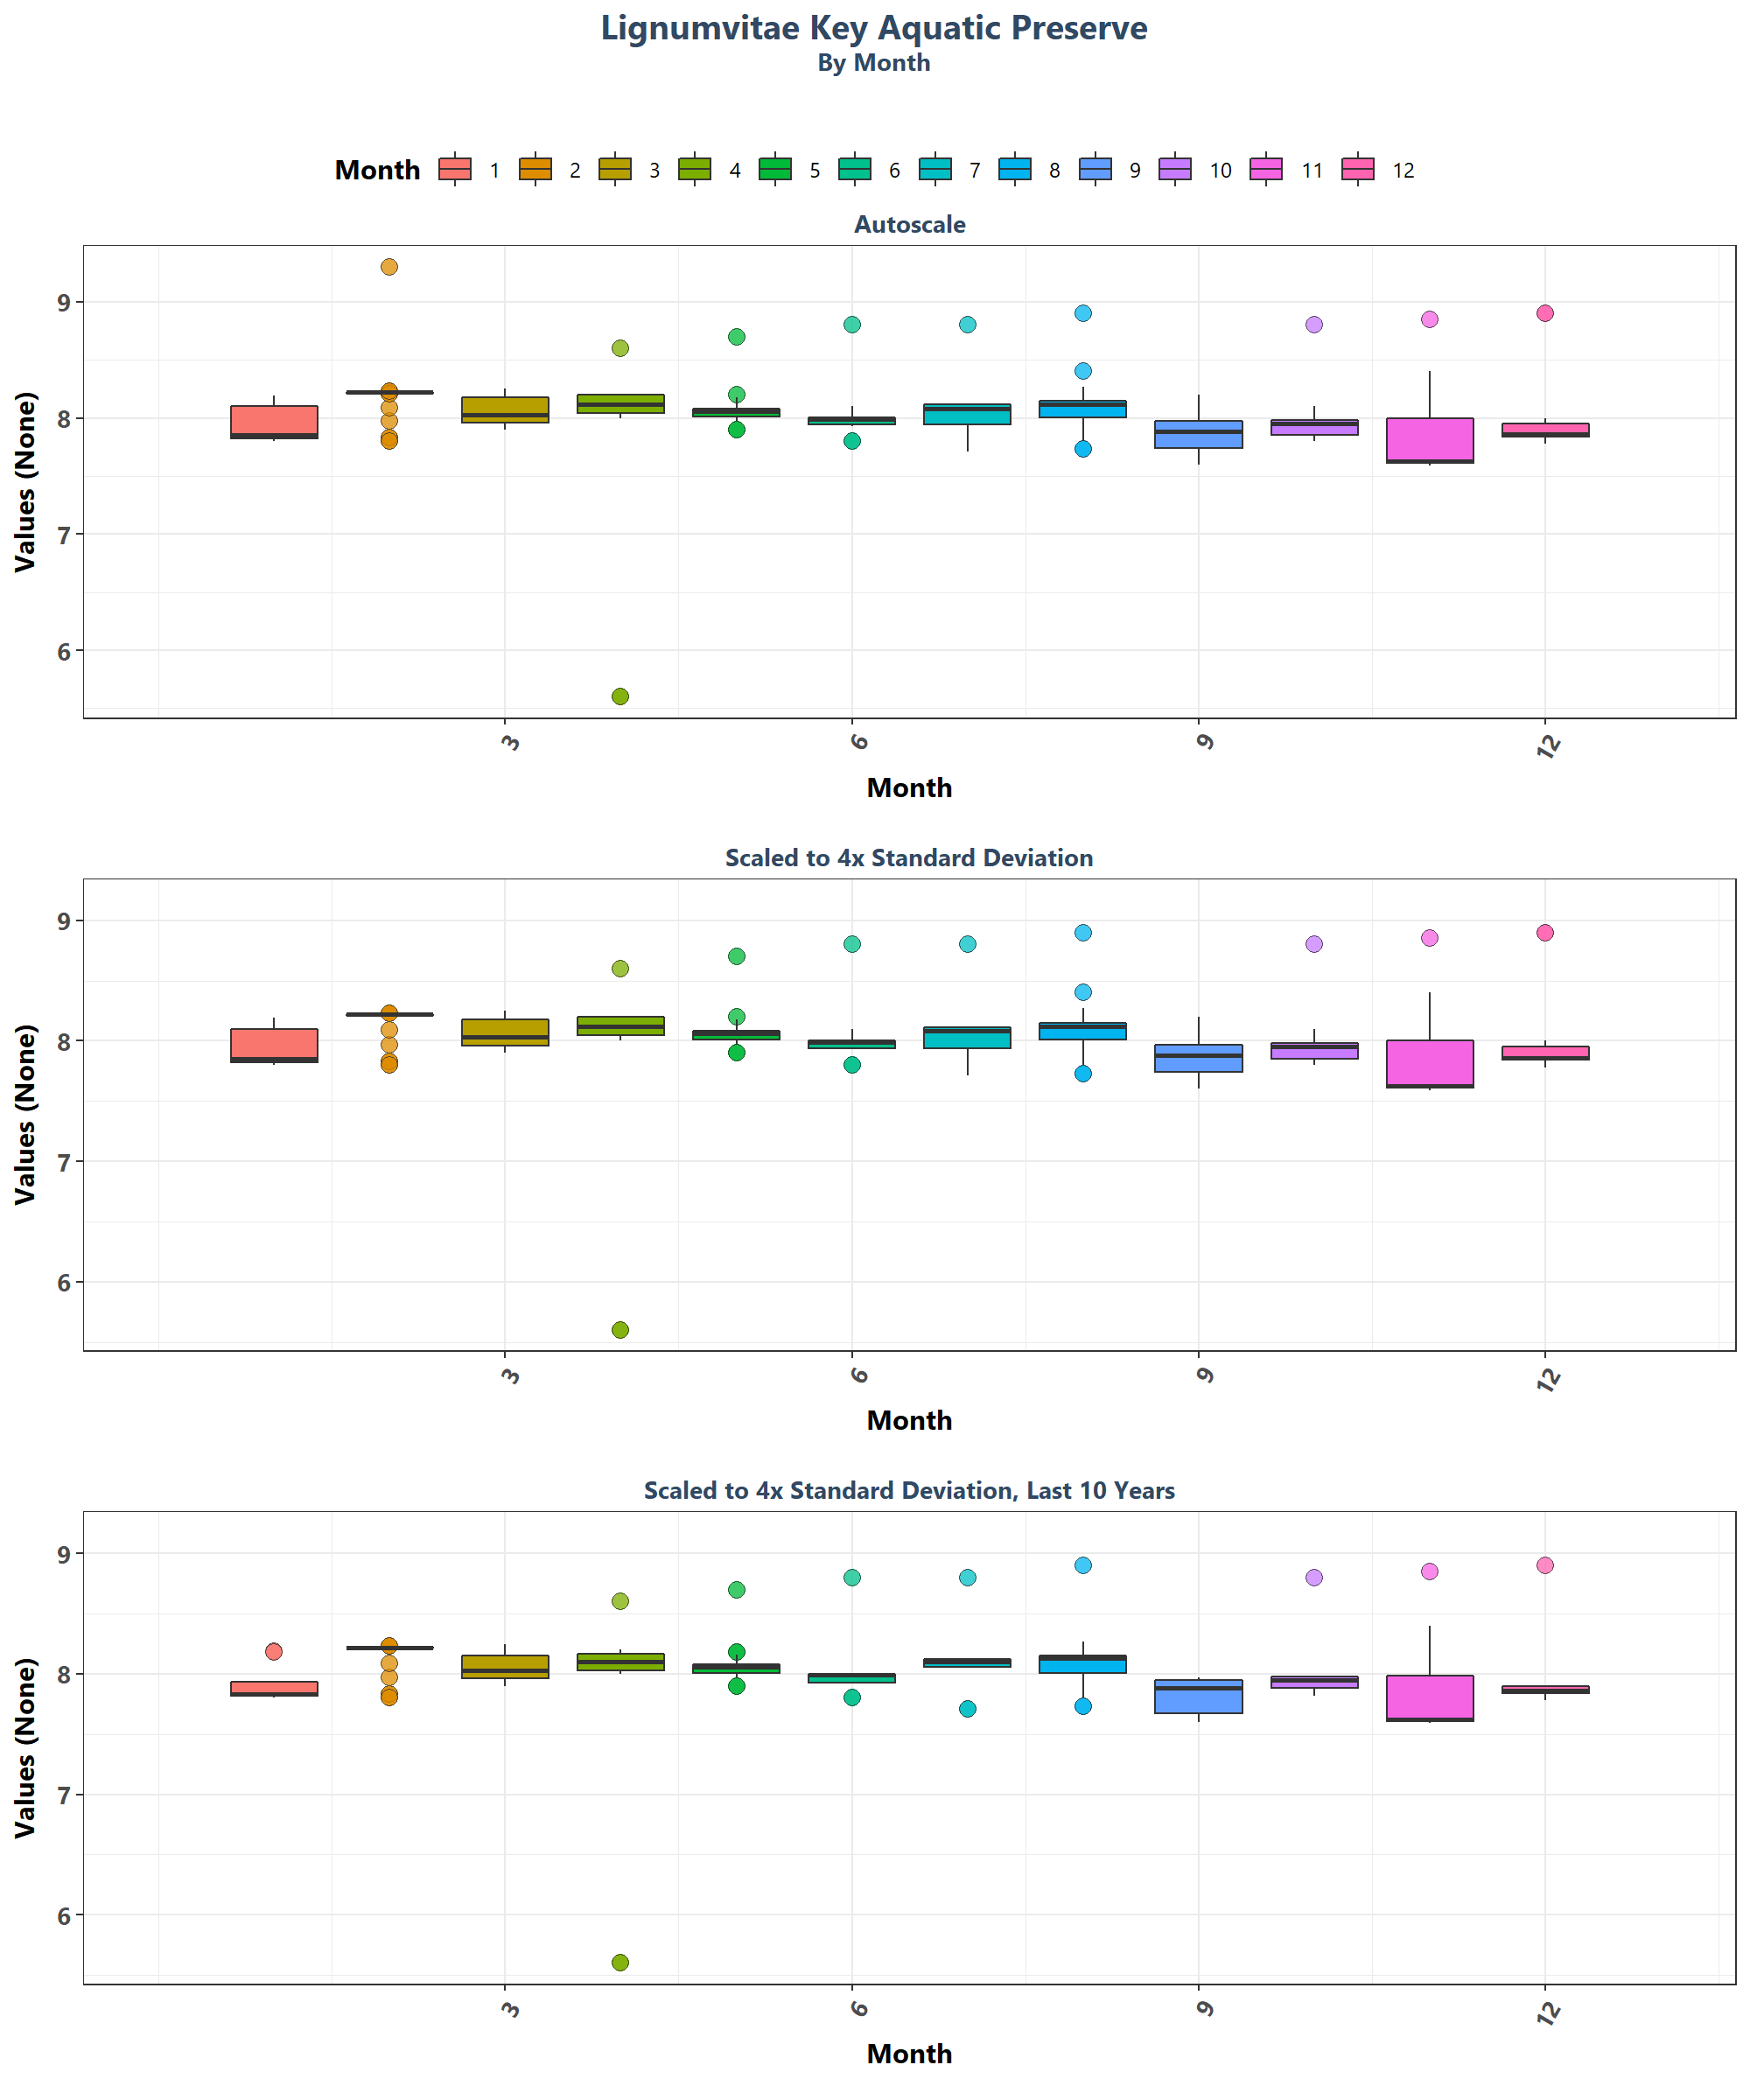 Lignumvitae Key Aquatic Preserve
By Month
Month 1 2 3 4 5 6 7 8 9 10 11 12
Autoscale
Values (None)
9
8
7
6
3 6 9 12
Month
Scaled to 4x Standard Deviation
Values (None)
9
8
7
6
3 6 9 12
Month
Scaled to 4x Standard Deviation, Last 10 Years
Values (None)
9
8
7
6
3 6 9 12
Month